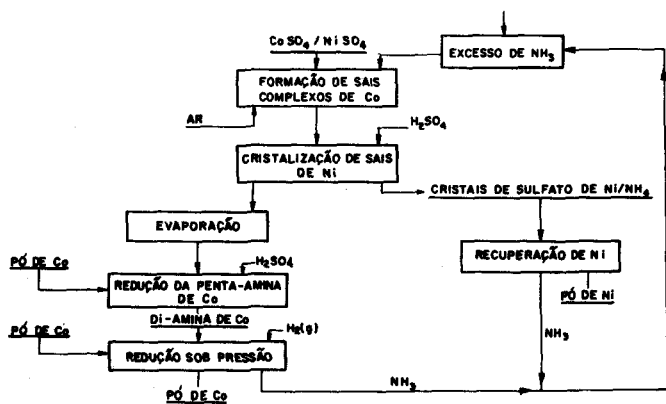 CoSO4 / NiSO4
EXCESSO DE NH3
FORMAÇÃO DE SAIS
COMPLEXOS DE Co
AR
H2SO4
CRISTALIZAÇÃO DE SAIS
DE Ni
CRISTAIS DE SULFATO DE Ni/NH4
EVAPORAÇÃO
RECUPERAÇÃO DE Ni
PÓ DE Co
H2SO4
REDUÇÃO DA PENTA-AMINA
DE Co
PÓ DE Ni
DI-AMINA DE Co
PÓ DE Co
H2(g)
NH3
REDUÇÃO SOB PRESSÃO
NH3
PÓ DE Co